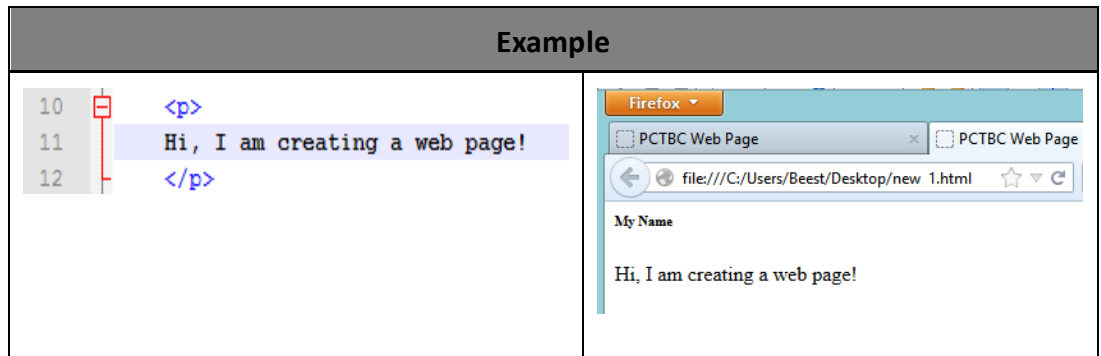 Example
10 <p>
11 Hi, I am creating a web page!
12 </p>
Firefox
PCTBC Web Page × PCTBC Web Page
file:///C:/Users/Beest/Desktop/new 1.html
My Name
Hi, I am creating a web page!